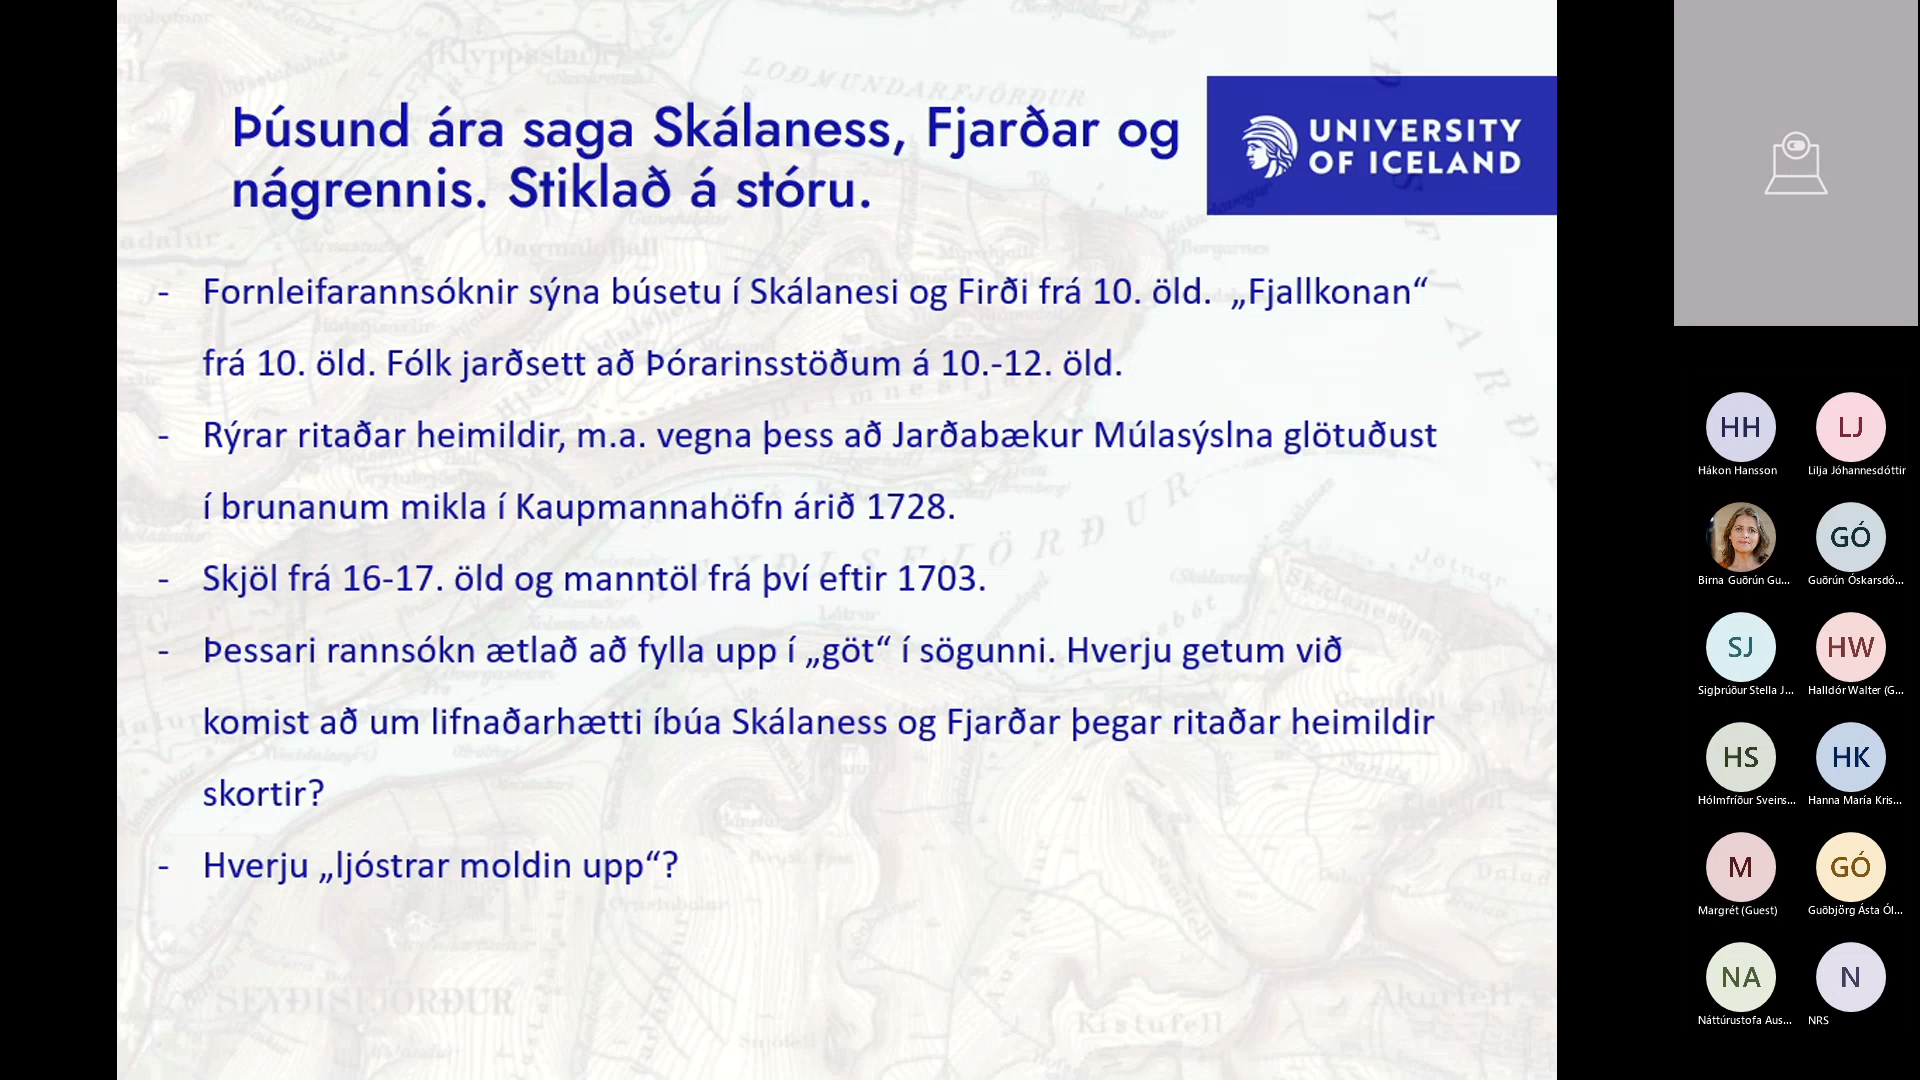 Þúsund ára saga Skálaness, Fjarðar og
nágrennis. Stiklað á stóru.
UNIVERSITY
OF ICELAND
- Fornleifarannsóknir sýna búsetu í Skálanesi og Firði frá 10. öld. „Fjallkonan“
frá 10. öld. Fólk jarðsett að Þórarinsstöðum á 10.-12. öld.
- Rýrar ritaðar heimildir, m.a. vegna þess að Jarðabækur Múlasýslna glötuðust
í brunanum mikla í Kaupmannahöfn árið 1728.
- Skjöl frá 16-17. öld og manntöl frá því eftir 1703.
- Þessari rannsókn ætlað að fylla upp í „göt“ í sögunni. Hverju getum við
komist að um lifnaðarhætti íbúa Skálaness og Fjarðar þegar ritaðar heimildir
skortir?
- Hverju „ljóstrar moldin upp“?
LOÐMUNDARFJÖRÐUR
SEYÐISFJORÐUR
Kistufell
Akurfell
HH
Hákon Hansson
LJ
Lilja Jóhannesdóttir
Birna Guðrún Gu...
GÓ
Guðrún Óskarsdó...
SJ
Sigþrúður Stella J...
HW
Halldór Walter (G...
HS
Hólmfríður Sveins...
HK
Hanna María Kris...
M
Margrét (Guest)
GÓ
Guðbjörg Ásta Ól...
NA
Náttúrustofa Aus...
N
NRS